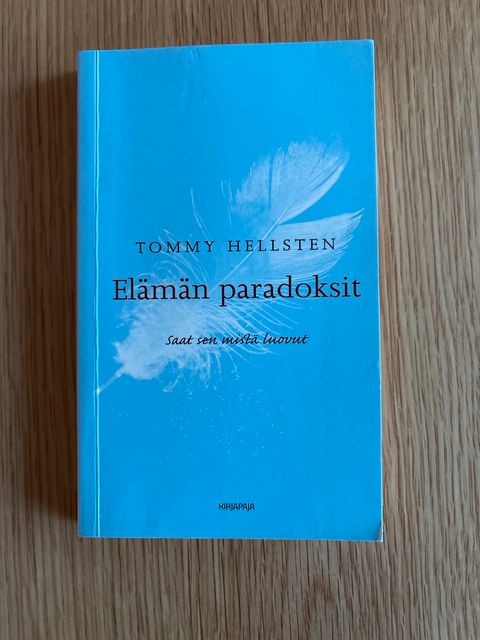 TOMMY HELLSTEN
Elämän paradoksit
Saat sen mistä luovut
KIRJAPAJA